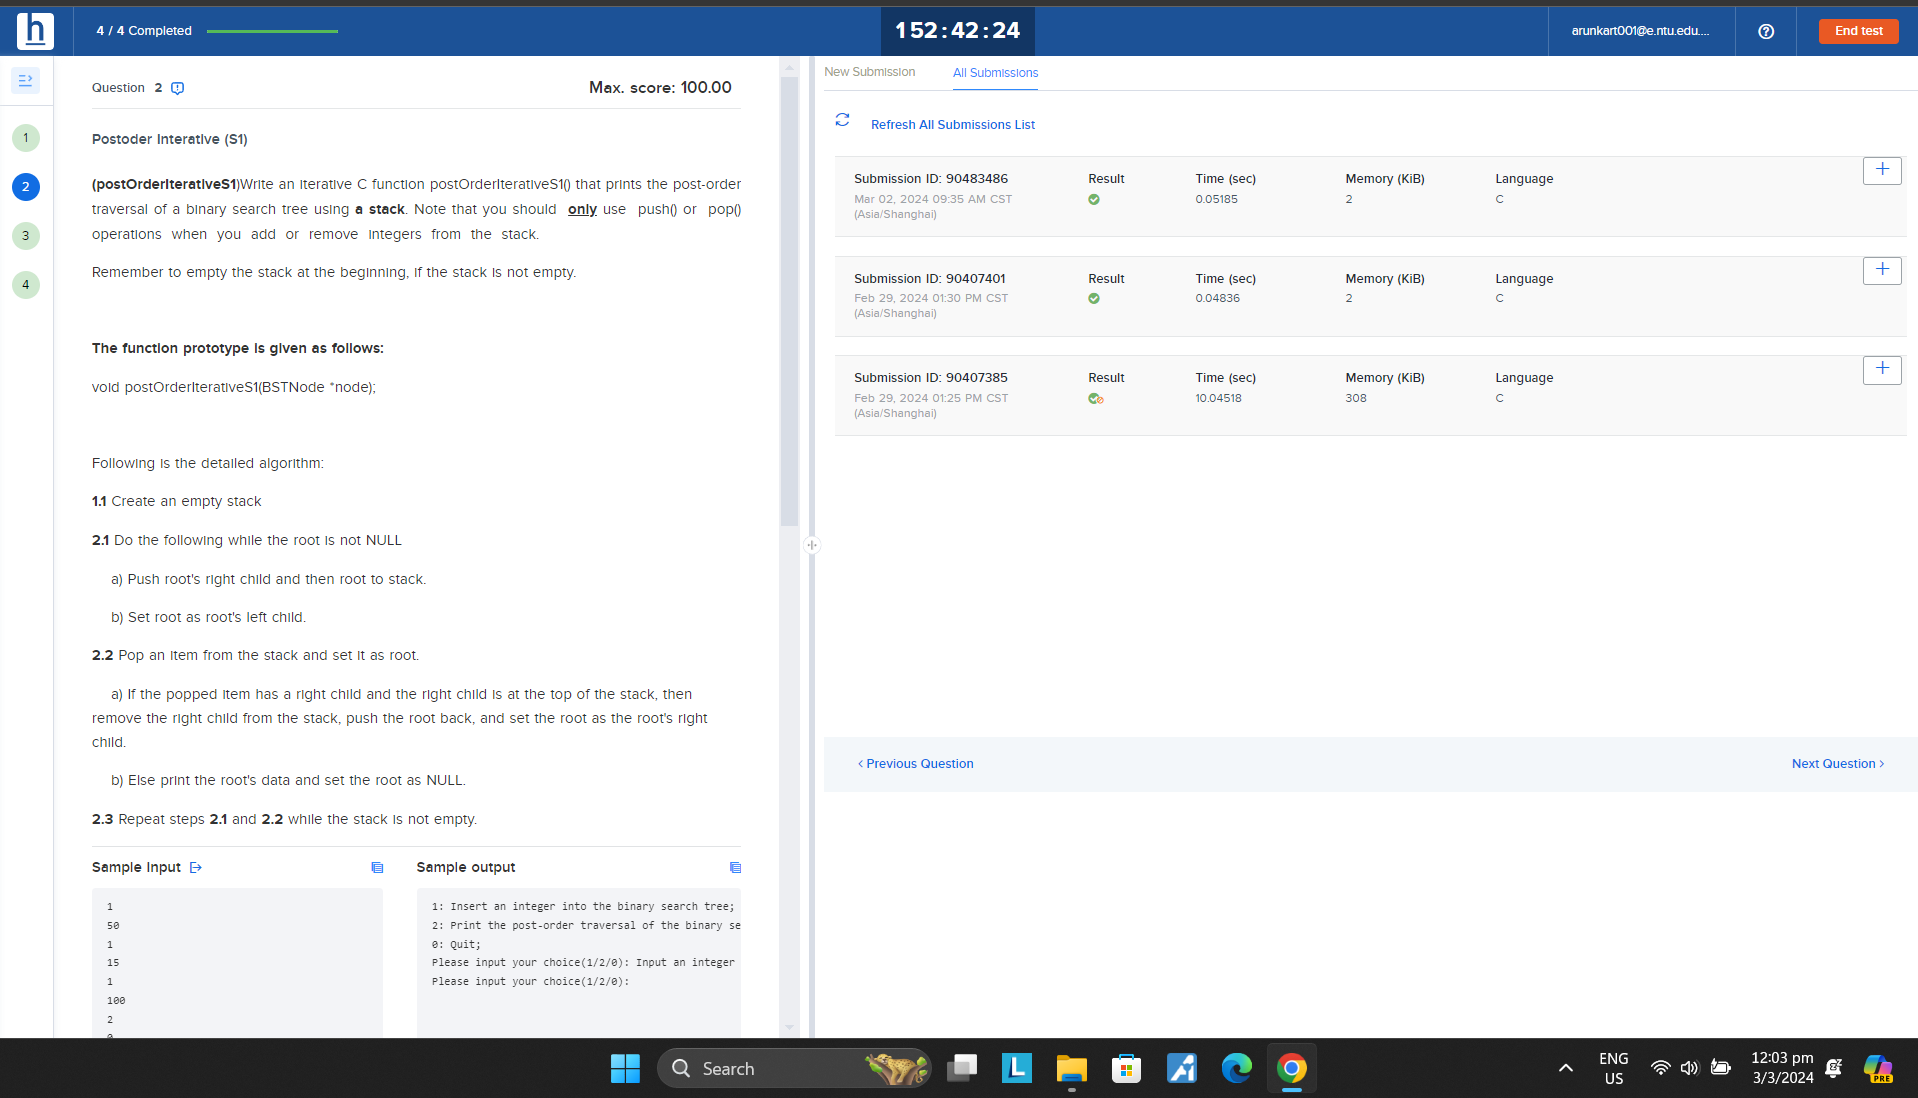 h
4 / 4 Completed
152:42:24
arunkart001@e.ntu.edu....
End test
Question 2
Max. score: 100.00
1
2
3
4
Postoder Interative (S1)
(postOrderIterativeS1)Write an iterative C function postOrderIterativeS1() that prints the post-order
traversal of a binary search tree using a stack. Note that you should only use push() or pop()
operations when you add or remove integers from the stack.
Remember to empty the stack at the beginning, if the stack is not empty.
The function prototype is given as follows:
void postOrderIterativeS1(BSTNode *node);
Following is the detailed algorithm:
1.1 Create an empty stack
2.1 Do the following while the root is not NULL
a) Push root's right child and then root to stack.
b) Set root as root's left child.
2.2 Pop an item from the stack and set it as root.
a) If the popped item has a right child and the right child is at the top of the stack, then
remove the right child from the stack, push the root back, and set the root as the root's right
child.
b) Else print the root's data and set the root as NULL.
2.3 Repeat steps 2.1 and 2.2 while the stack is not empty.
Sample Input
1
50
1
15
1
100
2
Sample output
1: Insert an integer into the binary search tree;
2: Print the post-order traversal of the binary se
0: Quit;
Please input your choice(1/2/0): Input an integer
Please input your choice(1/2/0):
New Submission
All Submissions
Refresh All Submissions List
Submission ID: 90483486 Result Time (sec) Memory (KiB) Language
Mar 02, 2024 09:35 AM CST 0.05185 2 C
(Asia/Shanghai)
Submission ID: 90407401 Result Time (sec) Memory (KiB) Language
Feb 29, 2024 01:30 PM CST 0.04836 2 C
(Asia/Shanghai)
Submission ID: 90407385 Result Time (sec) Memory (KiB) Language
Feb 29, 2024 01:25 PM CST 10.04518 308 C
(Asia/Shanghai)
< Previous Question
Next Question >
Search
L
ENG
US
12:03 pm
3/3/2024
PRE